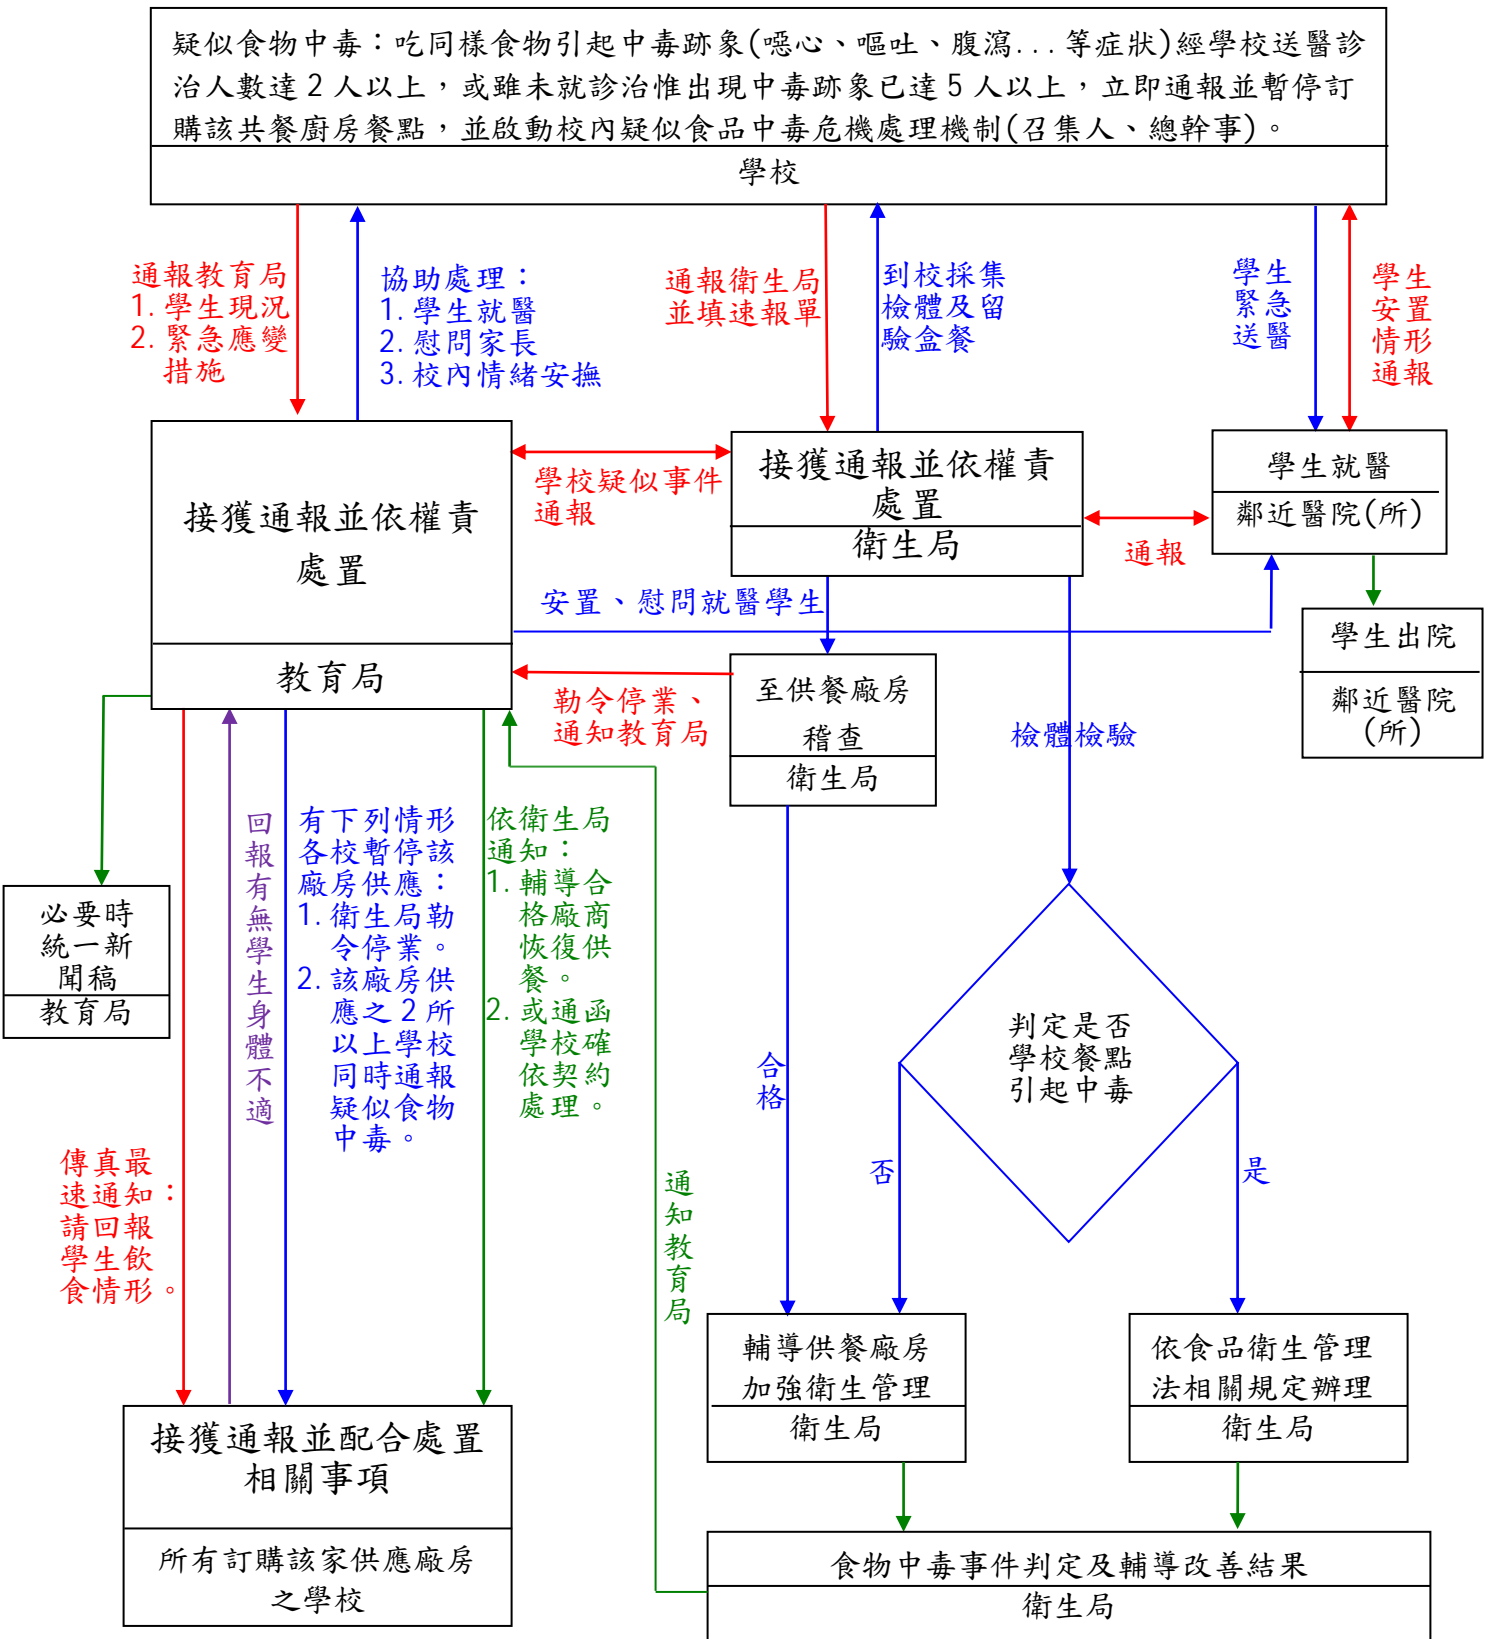 疑似食物中毒：吃同樣食物引起中毒跡象(噁心、嘔吐、腹瀉...等症狀)經學校送醫診
治人數達2人以上，或雖未就診治惟出現中毒跡象已達5人以上，立即通報並暫停訂
購該共餐廚房餐點，並啟動校內疑似食品中毒危機處理機制(召集人、總幹事)。
學校
通報教育局
1.學生現況
2.緊急應變
措施
協助處理：
1.學生就醫
2.慰問家長
3.校內情緒安撫
通報衛生局
並填速報單
到校採集
檢體及留
驗盒餐
學生
緊急
送醫
學生
安置
情形
通報
接獲通報並依權責
處置
教育局
學校疑似事件
通報
接獲通報並依權責
處置
衛生局
通報
學生就醫
鄰近醫院(所)
安置、慰問就醫學生
學生出院
鄰近醫院
(所)
勒令停業、
通知教育局
至供餐廠房
稽查
衛生局
檢體檢驗
必要時
統一新
聞稿
教育局
回報有無學生身體不適
有下列情形
各校暫停該
廠房供應：
1.衛生局勒
令停業。
2.該廠房供
應之2所
以上學校
同時通報
疑似食物
中毒。
依衛生局
通知：
1.輔導合
格廠商
恢復供
餐。
2.或通函
學校確
依契約
處理。
合格
判定是否
學校餐點
引起中毒
否
是
傳真最
速通知：
請回報
學生飲
食情形。
通知教育局
輔導供餐廠房
加強衛生管理
衛生局
依食品衛生管理
法相關規定辦理
衛生局
接獲通報並配合處置
相關事項
所有訂購該家供應廠房
之學校
食物中毒事件判定及輔導改善結果
衛生局